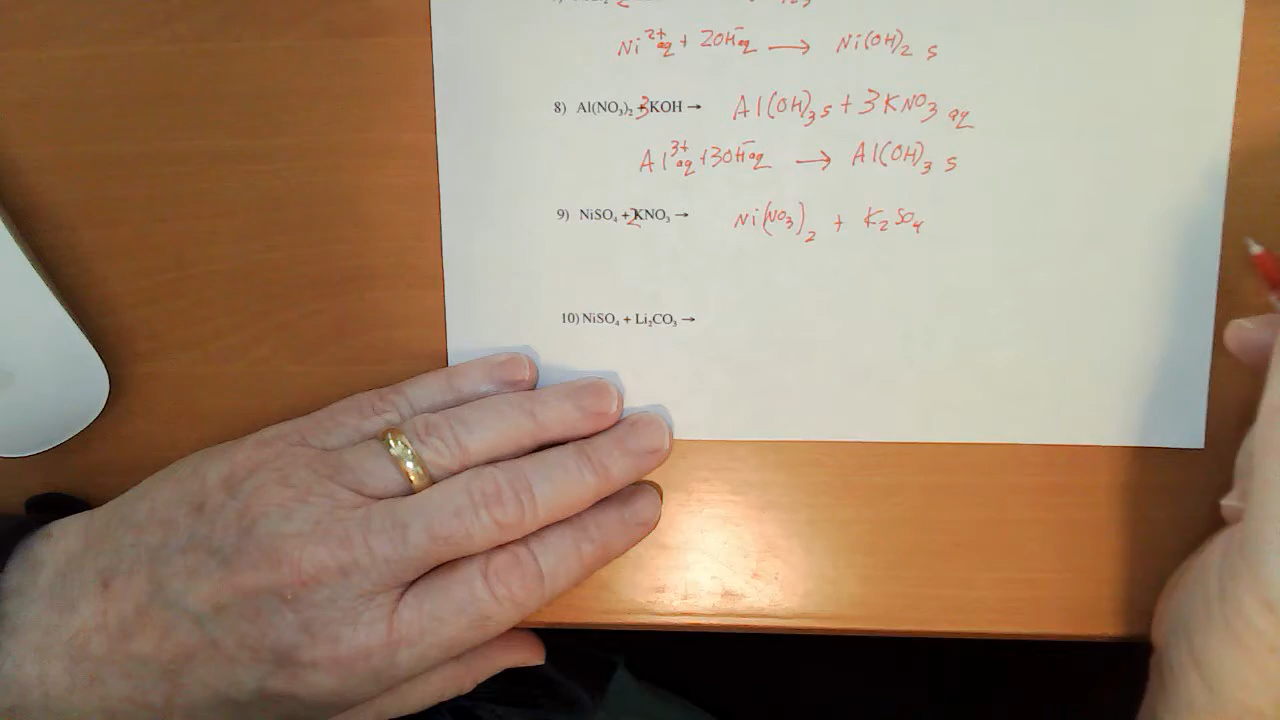 Ni²⁺aq + 2OH⁻aq → Ni(OH)₂ s
8) Al(NO₃)₂ + 3KOH → Al(OH)₃ s + 3KNO₃ aq
Al³⁺aq + 3OH⁻aq → Al(OH)₃ s
9) NiSO₄ + 2KNO₃ → Ni(NO₃)₂ + K₂SO₄
10) NiSO₄ + Li₂CO₃ →